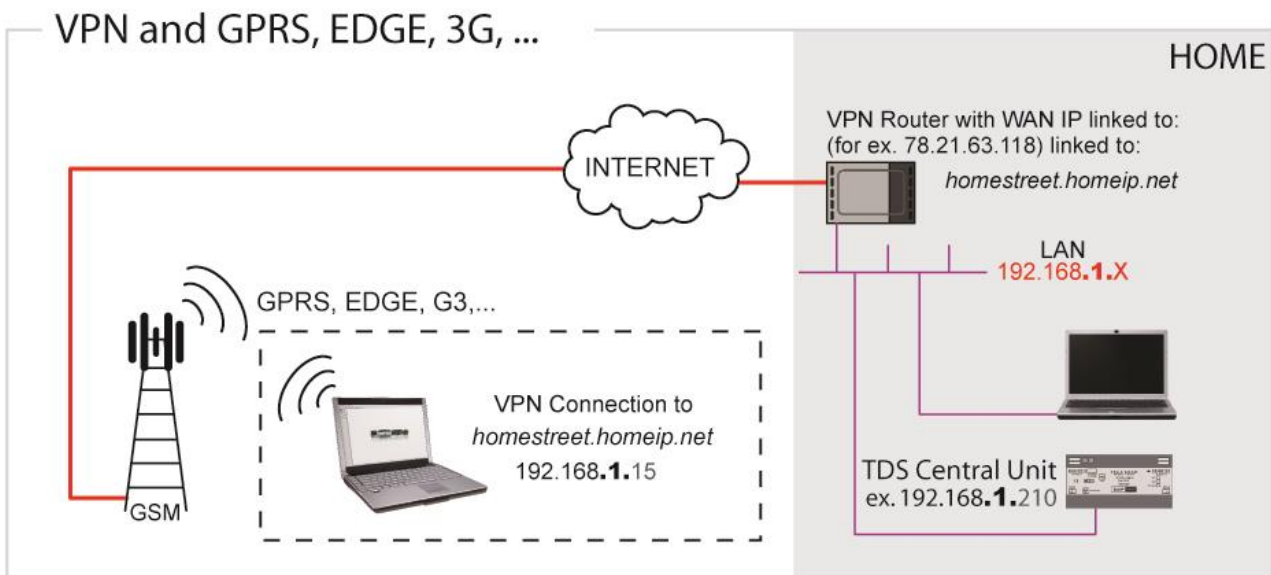 VPN and GPRS, EDGE, 3G, ...
HOME
VPN Router with WAN IP linked to:
(for ex. 78.21.63.118) linked to:
homestreet.homeip.net
INTERNET
LAN
192.168.1.X
GPRS, EDGE, G3,...
VPN Connection to
homestreet.homeip.net
192.168.1.15
GSM
TDS Central Unit
ex. 192.168.1.210